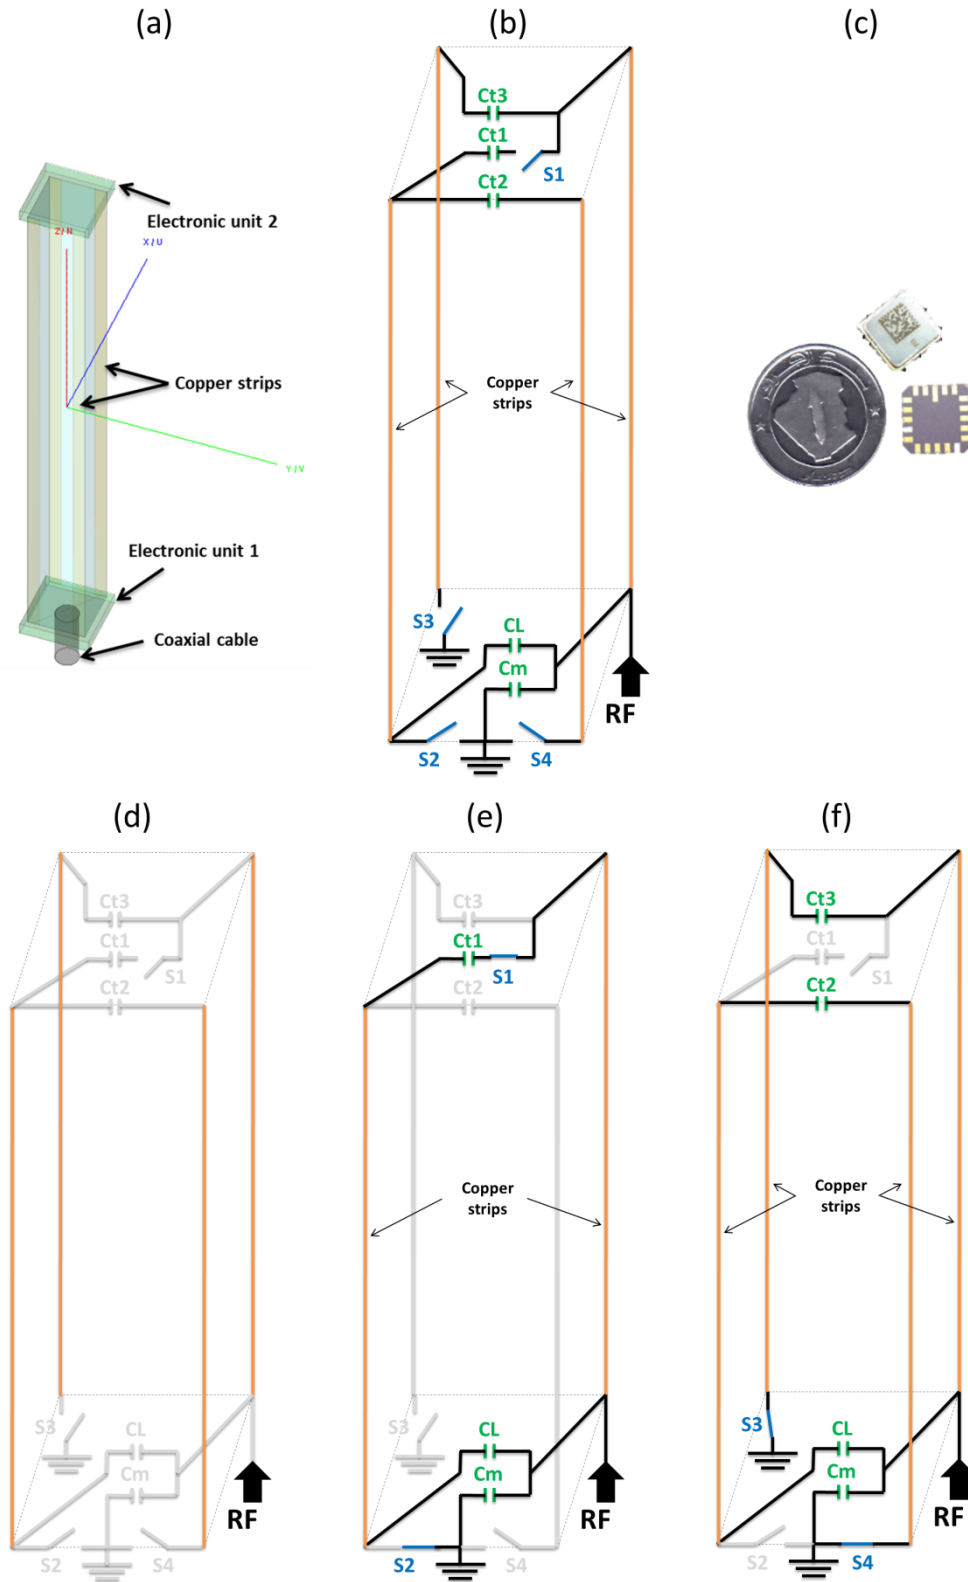 (a)
(b)
(c)
Electronic unit 2
Z/N
X/U
Copper strips
Y/V
Electronic unit 1
Coaxial cable
Ct3
Ct1
S1
Ct2
Copper
strips
S3
CL
Cm
RF
S2
S4
(d)
(e)
(f)
Ct3
Ct1
S1
Ct2
S3
CL
Cm
RF
S2
S4
Ct3
Ct1
S1
Ct2
Copper
strips
S3
CL
Cm
RF
S2
S4
Ct3
Ct1
S1
Ct2
Copper
strips
S3
CL
Cm
RF
S2
S4